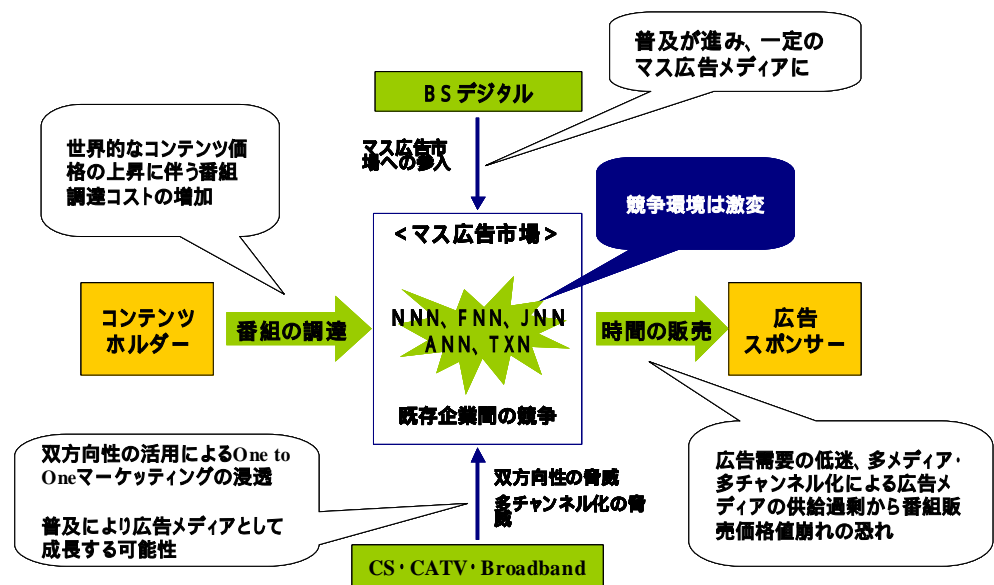 普及が進み、一定の
マス広告メディアに
BSデジタル
マス広告市
場への参入
世界的なコンテンツ価
格の上昇に伴う番組
調達コストの増加
競争環境は激変
<マス広告市場>
コンテンツ
ホルダー
番組の調達
NNN、FNN、JNN
ANN、TXN
時間の販売
広告
スポンサー
既存企業間の競争
双方向性の活用によるOne to
Oneマーケッティングの浸透
普及により広告メディアとして
成長する可能性
双方向性の脅威
多チャンネル化の脅
威
広告需要の低迷、多メディア・
多チャンネル化による広告メ
ディアの供給過剰から番組販
売価格値崩れの恐れ
CS・CATV・Broadband